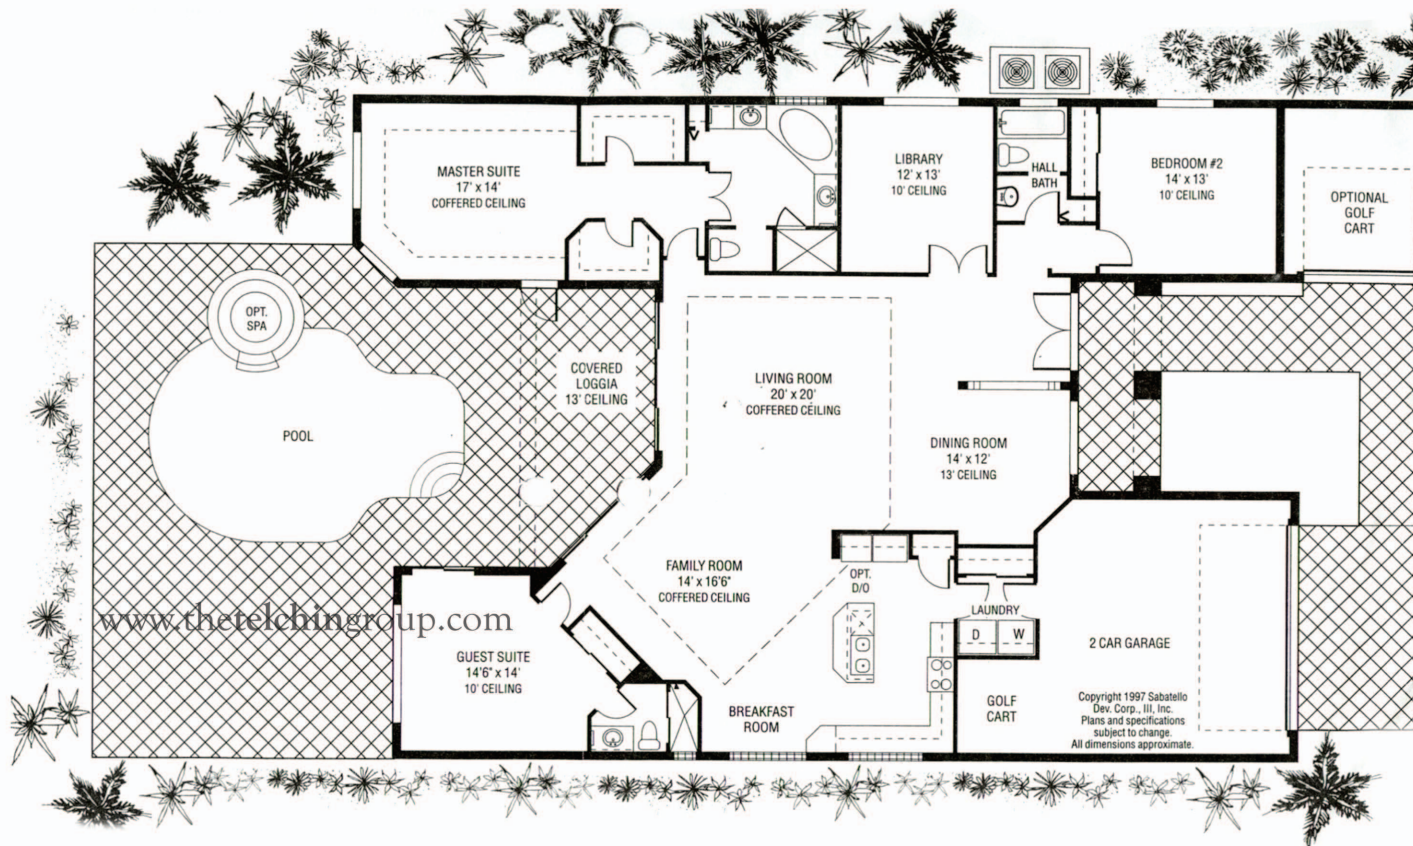 MASTER SUITE
17' x 14'
COFFERED CEILING
LIBRARY
12' x 13'
10' CEILING
HALL
BATH
BEDROOM #2
14' x 13'
10' CEILING
OPTIONAL
GOLF
CART
OPT.
SPA
POOL
COVERED
LOGGIA
13' CEILING
LIVING ROOM
20' x 20'
COFFERED CEILING
DINING ROOM
14' x 12'
13' CEILING
FAMILY ROOM
14' x 16'6"
COFFERED CEILING
OPT.
D/O
LAUNDRY
D W
www.thetelchingroup.com
GUEST SUITE
14'6" x 14'
10' CEILING
BREAKFAST
ROOM
GOLF
CART
2 CAR GARAGE
Copyright 1997 Sabatello
Dev. Corp., III, Inc.
Plans and specifications
subject to change.
All dimensions approximate.